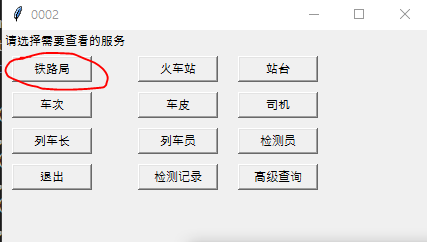 0002
请选择需要查看的服务
铁路局 火车站 站台
车次 车皮 司机
列车长 列车员 检测员
退出 检测记录 高级查询